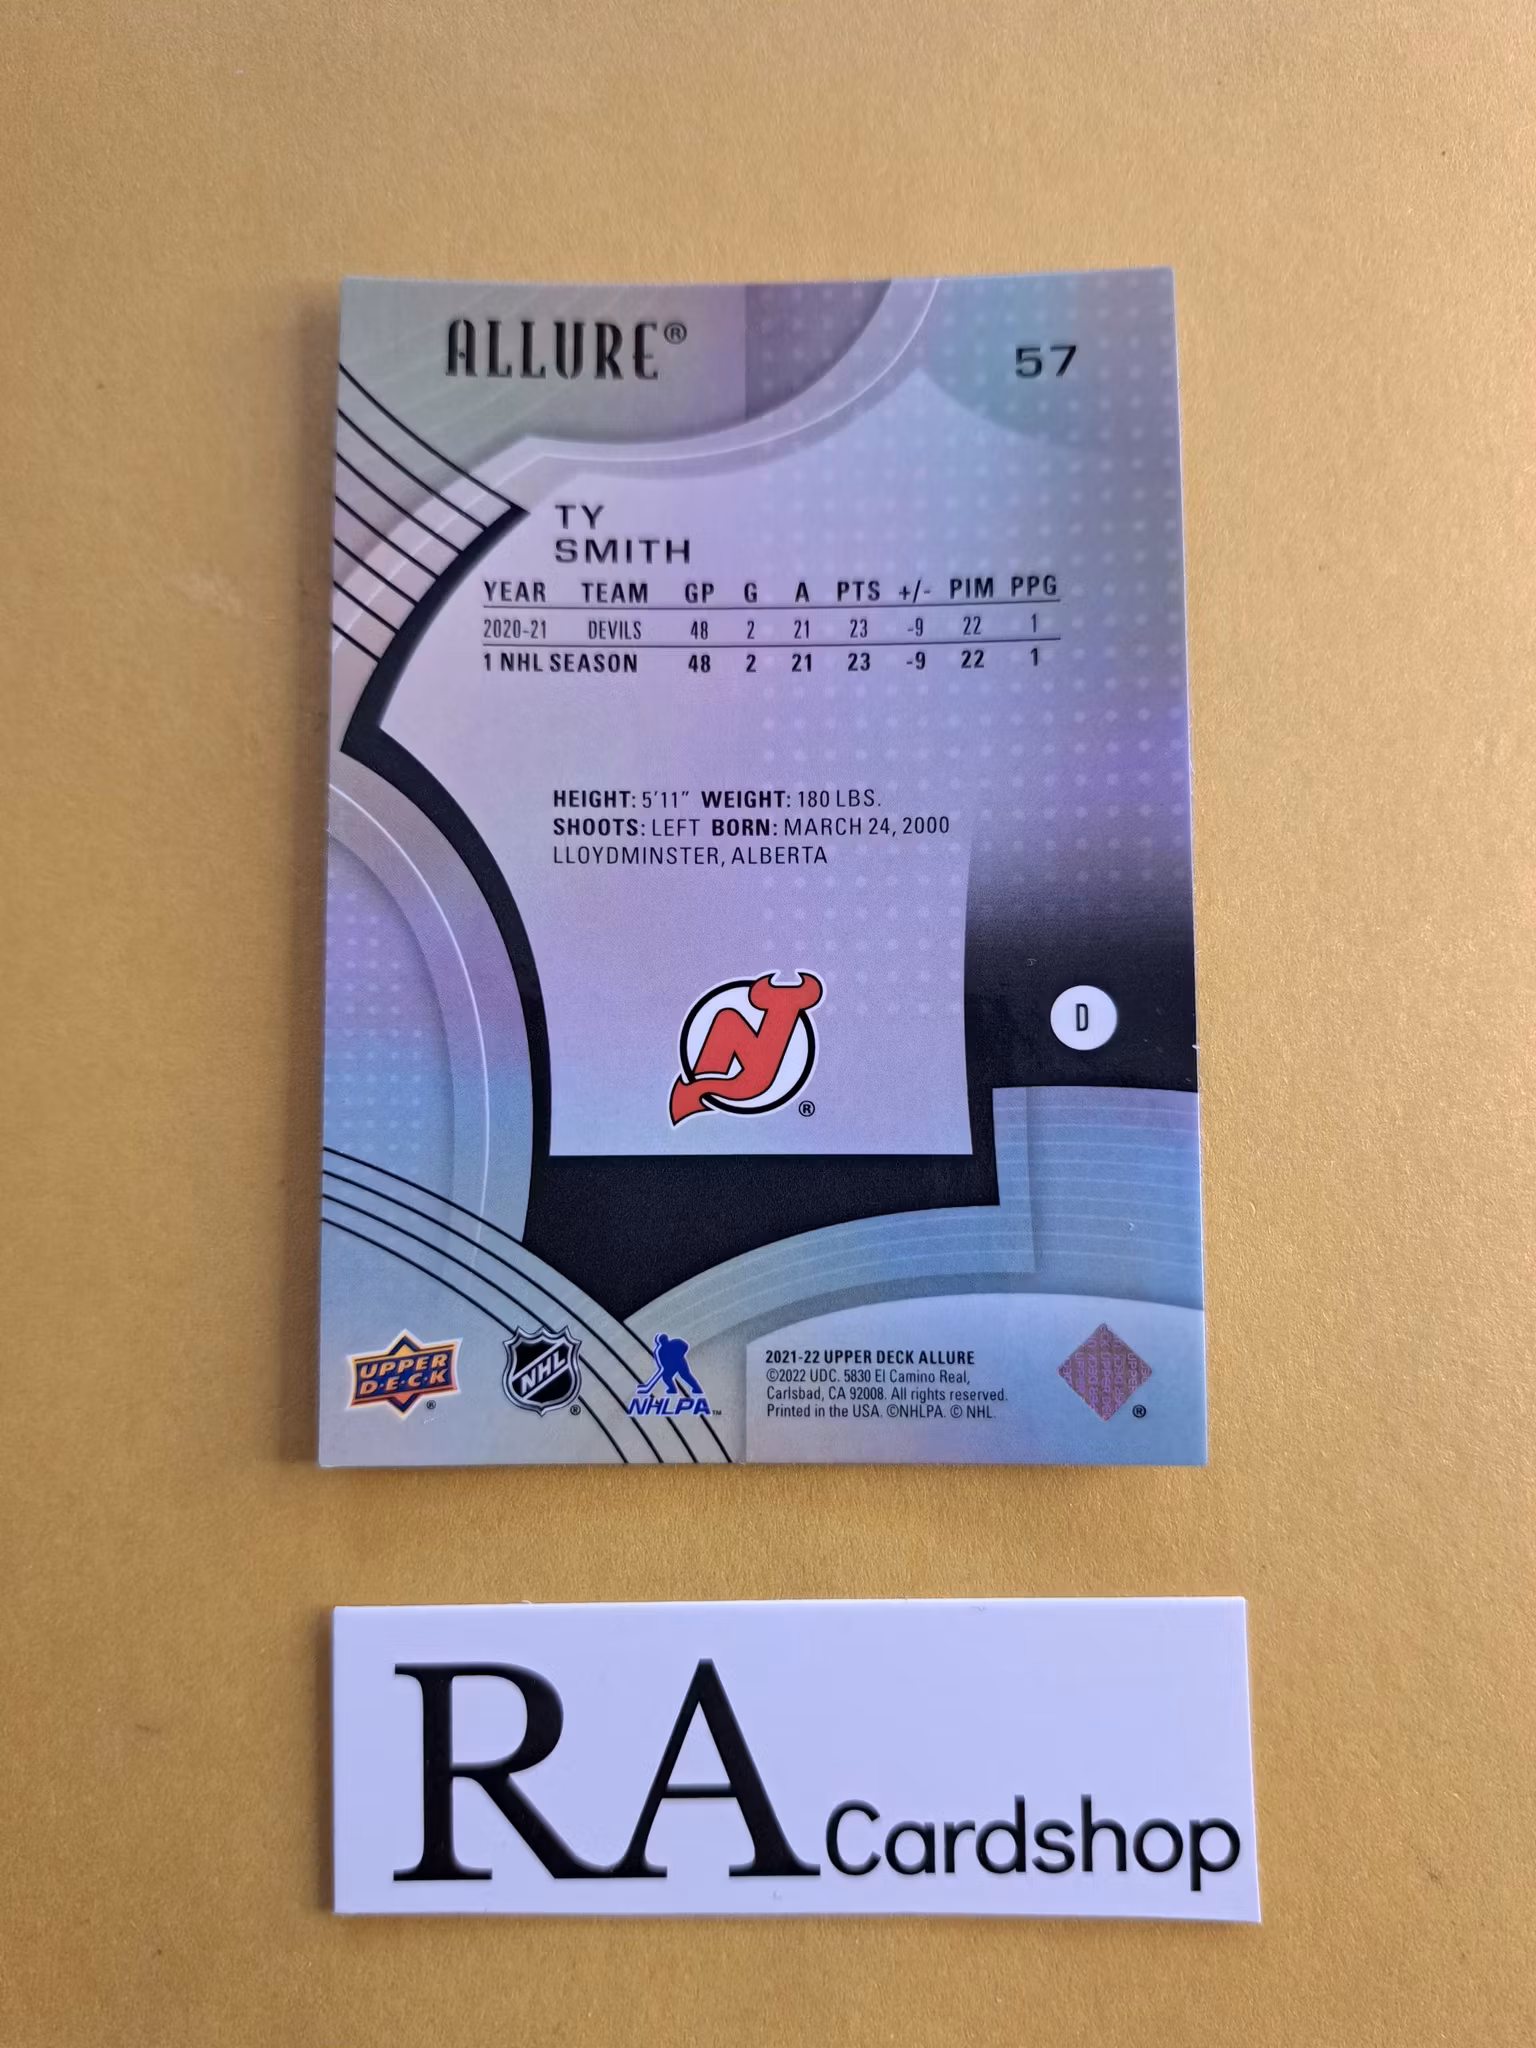 ALLURE®
57
TY
SMITH
YEAR TEAM GP G A PTS +/- PIM PPG
2020-21 DEVILS 48 2 21 23 -9 22 1
1 NHL SEASON 48 2 21 23 -9 22 1
HEIGHT: 5'11" WEIGHT: 180 LBS.
SHOOTS: LEFT BORN: MARCH 24, 2000
LLOYDMINSTER, ALBERTA
D
®
UPPER
D·E·C·K
®
NHL
®
NHLPA™
2021-22 UPPER DECK ALLURE
©2022 UDC. 5830 El Camino Real,
Carlsbad, CA 92008. All rights reserved.
Printed in the USA. ©NHLPA. © NHL.
®
RA Cardshop